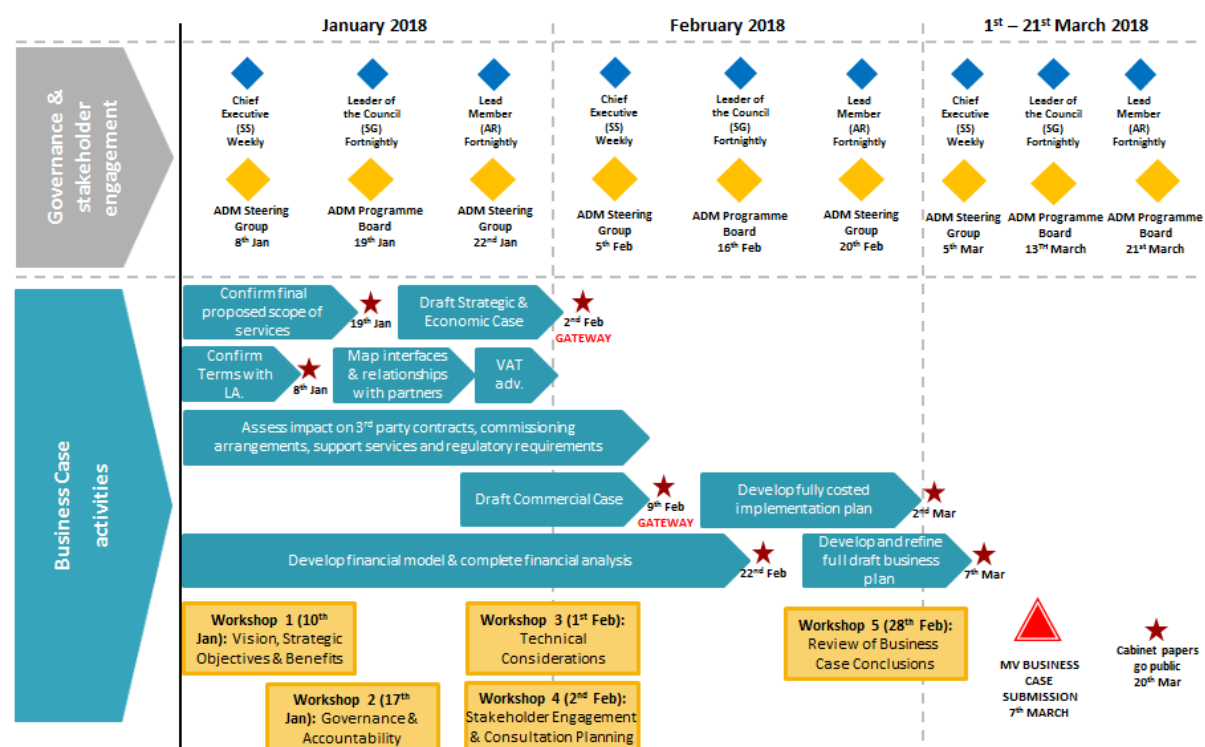 January 2018
February 2018
1st – 21st March 2018
Governance &
stakeholder
engagement
Chief
Executive
(SS)
Weekly
Leader of
the Council
(SG)
Fortnightly
Lead
Member
(AR)
Fortnightly
Chief
Executive
(SS)
Weekly
Leader of
the Council
(SG)
Fortnightly
Lead
Member
(AR)
Fortnightly
Chief
Executive
(SS)
Weekly
Leader of
the Council
(SG)
Fortnightly
Lead
Member
(AR)
Fortnightly
ADM Steering
Group
8th Jan
ADM Programme
Board
19th Jan
ADM Steering
Group
22nd Jan
ADM Steering
Group
5th Feb
ADM Programme
Board
16th Feb
ADM Steering
Group
20th Feb
ADM Steering
Group
5th Mar
ADM Programme
Board
13TH March
ADM Programme
Board
21st March
Business Case
activities
Confirm final
proposed scope of
services
19th Jan
Draft Strategic &
Economic Case
2nd Feb
GATEWAY
Confirm
Terms with
LA.
8th Jan
Map interfaces
& relationships
with partners
VAT
adv.
Assess impact on 3rd party contracts, commissioning
arrangements, support services and regulatory requirements
Draft Commercial Case
9th Feb
GATEWAY
Develop fully costed
implementation plan
2nd Mar
Develop financial model & complete financial analysis
22nd Feb
Develop and refine
full draft business
plan
7th Mar
Workshop 1 (10th
Jan): Vision, Strategic
Objectives & Benefits
Workshop 3 (1st Feb):
Technical
Considerations
Workshop 5 (28th Feb):
Review of Business
Case Conclusions
MV BUSINESS
CASE
SUBMISSION
7th MARCH
Cabinet papers
go public
20th Mar
Workshop 2 (17th
Jan): Governance &
Accountability
Workshop 4 (2nd Feb):
Stakeholder Engagement
& Consultation Planning